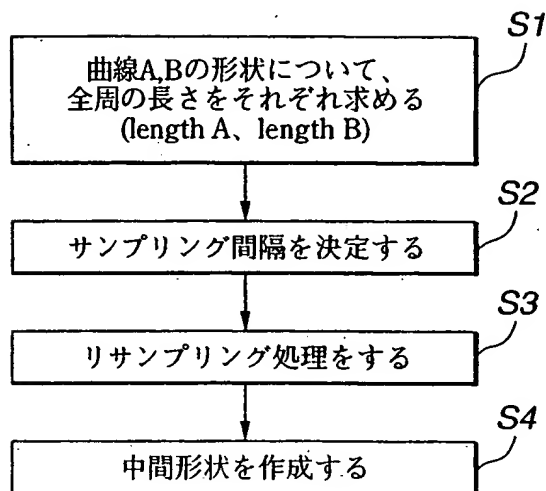 S1
曲線A,Bの形状について、
全周の長さをそれぞれ求める
(length A、length B)
S2
サンプリング間隔を決定する
S3
リサンプリング処理をする
S4
中間形状を作成する